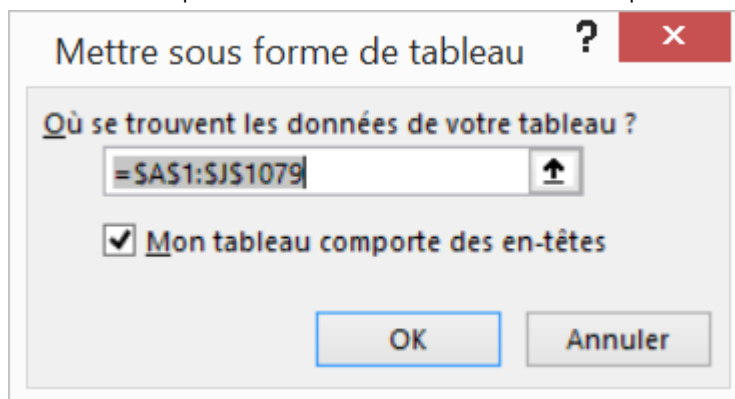 Mettre sous forme de tableau ? ×
Où se trouvent les données de votre tableau ?
=$A$1:$J$1079
Mon tableau comporte des en-têtes
OK Annuler